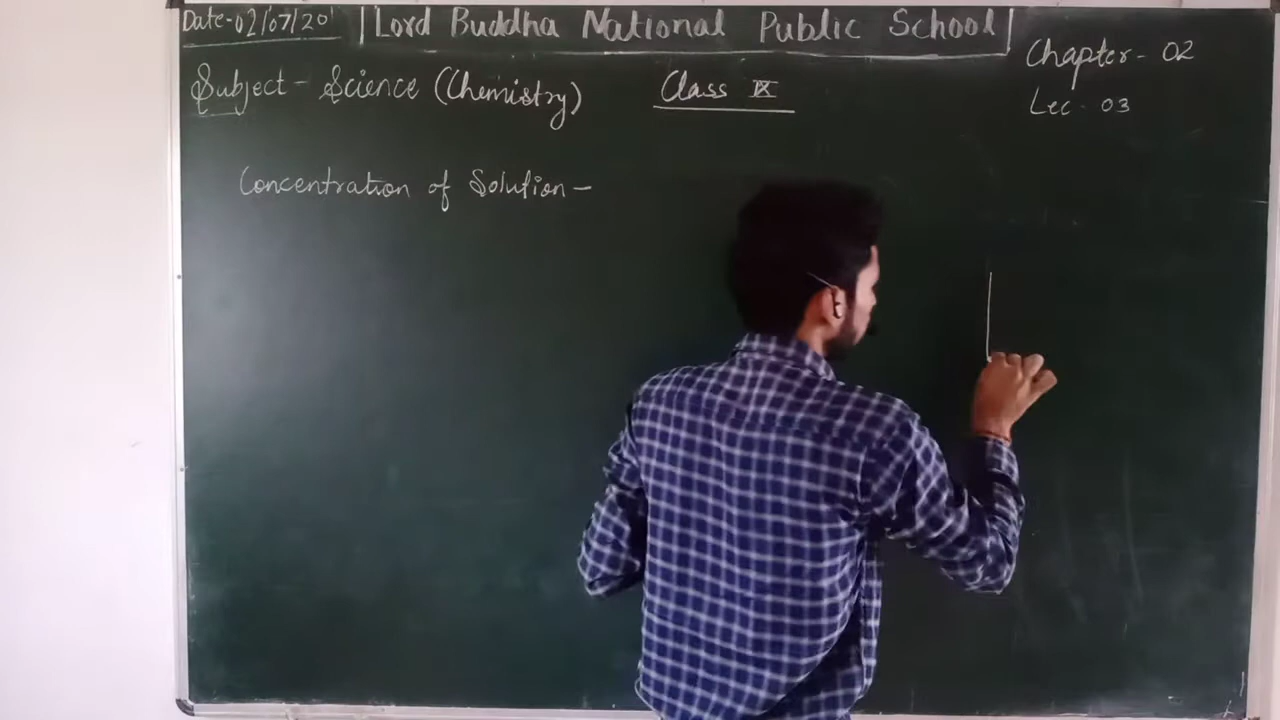 Date-02/07/20
Lord Buddha National Public School
Chapter- 02
Subject- Science (Chemistry)
Class IX
Lec- 03
Concentration of Solution-